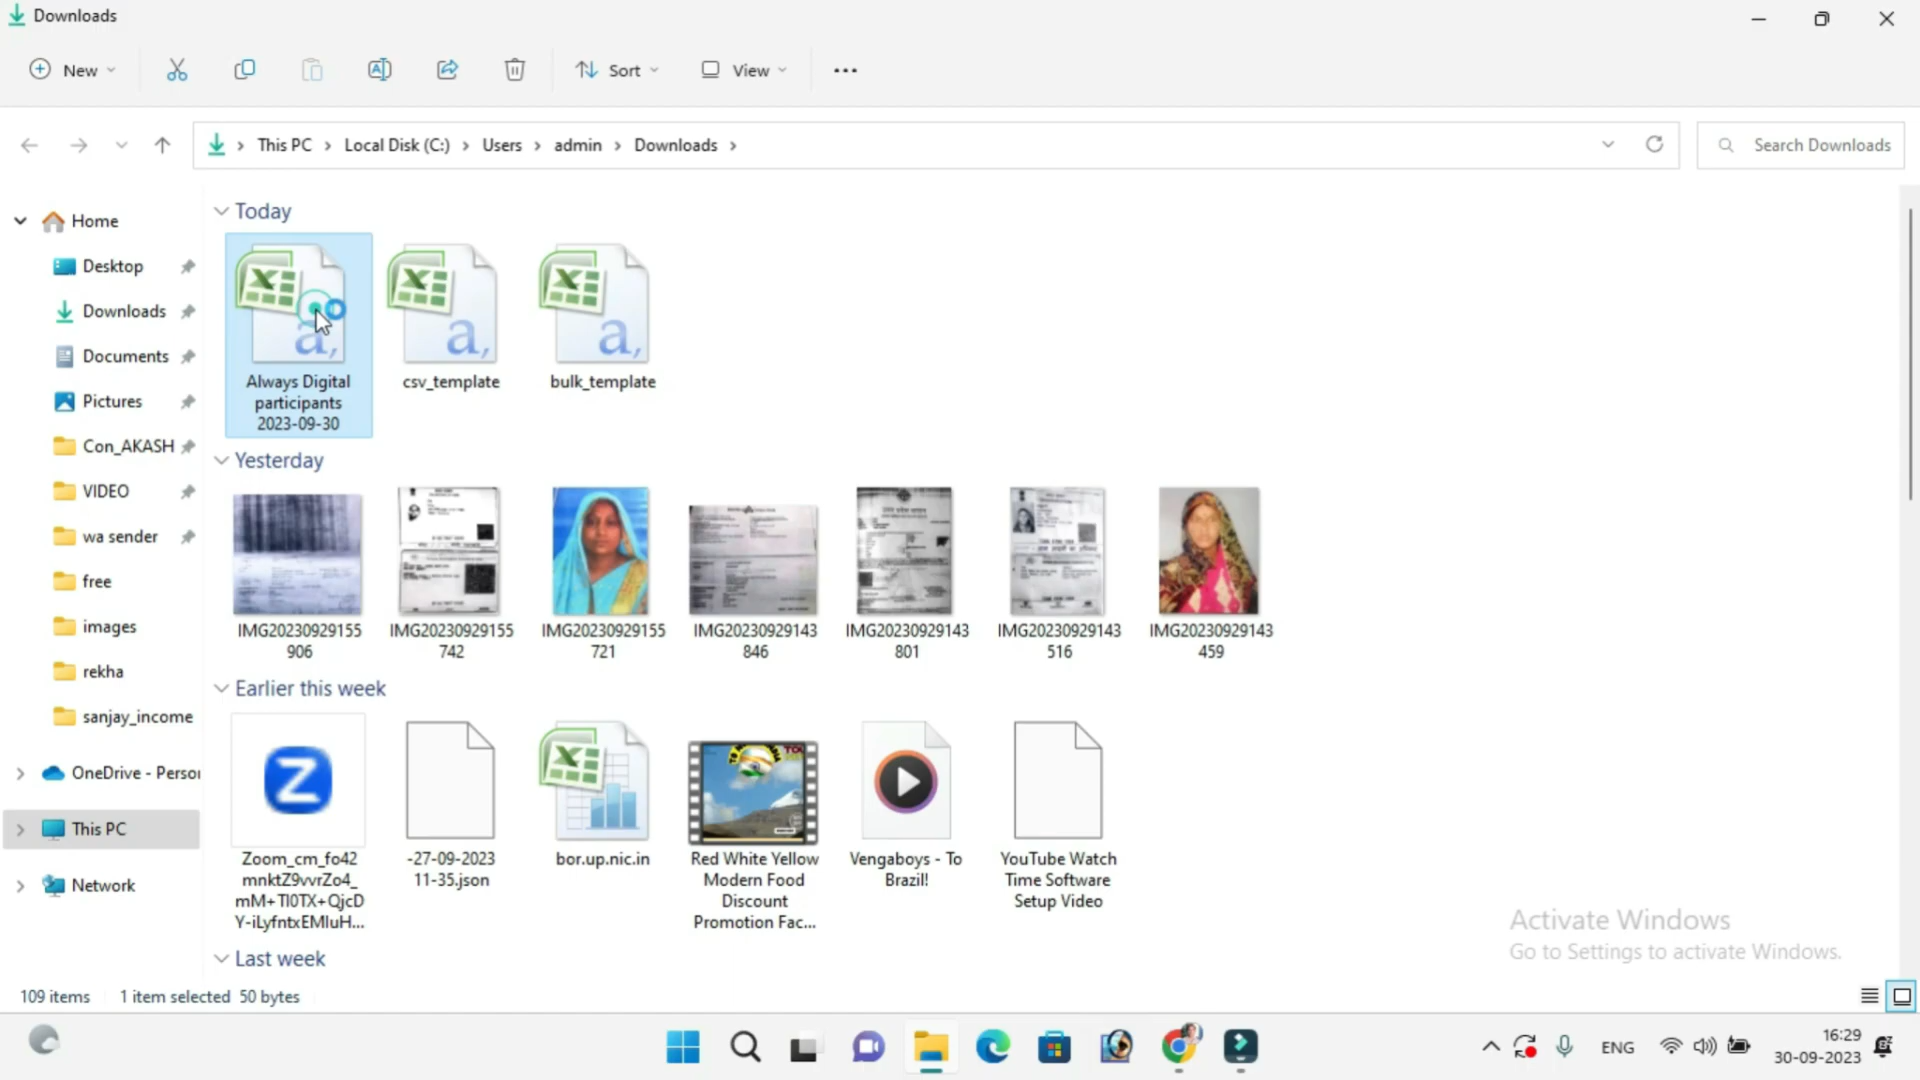 Downloads
New
Sort
View
This PC
Local Disk (C:)
Users
admin
Downloads
Search Downloads
Home
Desktop
Downloads
Documents
Pictures
Con_AKASH
VIDEO
wa sender
free
images
rekha
sanjay_income
OneDrive - Person
This PC
Network
Today
Always Digital
participants
2023-09-30
csv_template
bulk_template
Yesterday
IMG20230929155
906
IMG20230929155
742
IMG20230929155
721
IMG20230929143
846
IMG20230929143
801
IMG20230929143
516
IMG20230929143
459
Earlier this week
Zoom_cm_fo42
mnktZ9vvrZo4_
mM+Tl0TX+QjcD
Y-iLyfntxEMluH...
-27-09-2023
11-35.json
bor.up.nic.in
Red White Yellow
Modern Food
Discount
Promotion Fac...
Vengaboys - To
Brazil!
YouTube Watch
Time Software
Setup Video
Last week
Activate Windows
Go to Settings to activate Windows.
109 items
1 item selected 50 bytes
ENG
16:29
30-09-2023